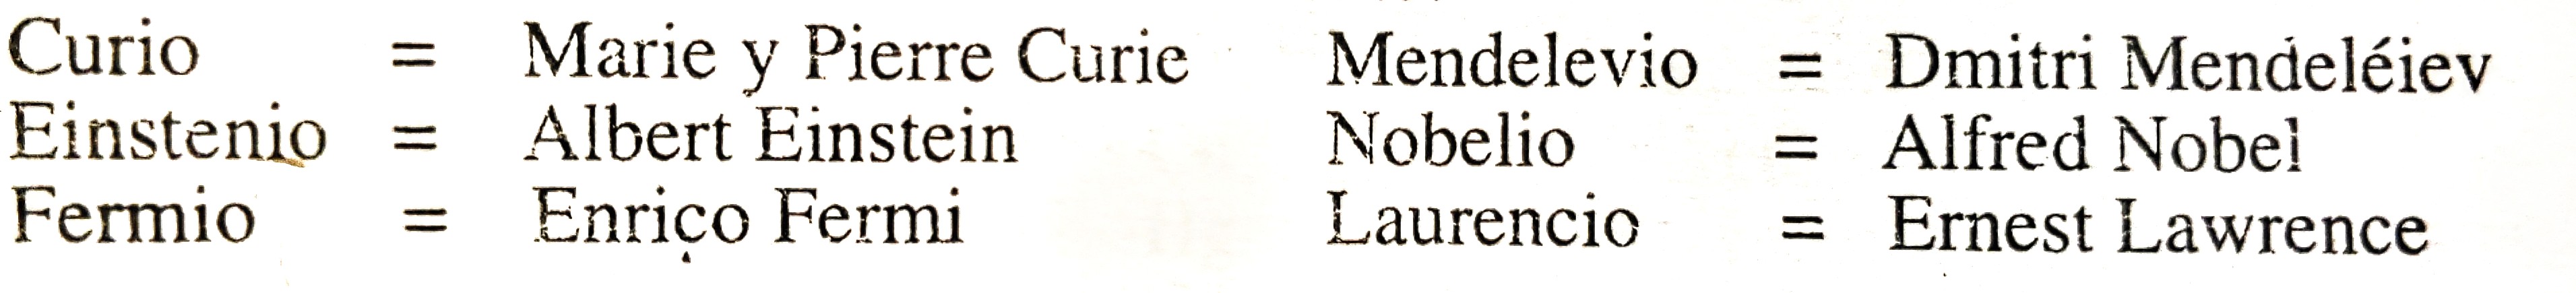 Curio = Marie y Pierre Curie Mendelevio = Dmitri Mendeléiev
Einstenio = Albert Einstein Nobelio = Alfred Nobel
Fermio = Enrico Fermi Laurencio = Ernest Lawrence